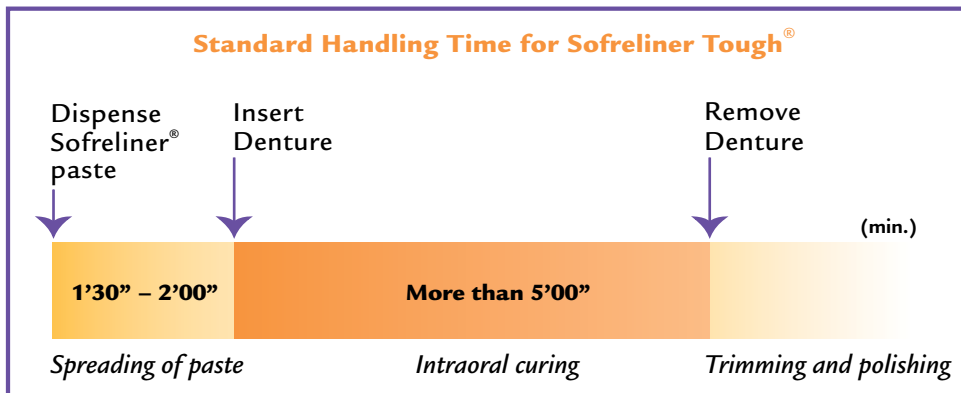 Standard Handling Time for Sofreliner Tough®
Dispense
Sofreliner®
paste
Insert
Denture
Remove
Denture
(min.)
1’30” – 2’00”
More than 5’00”
Spreading of paste
Intraoral curing
Trimming and polishing